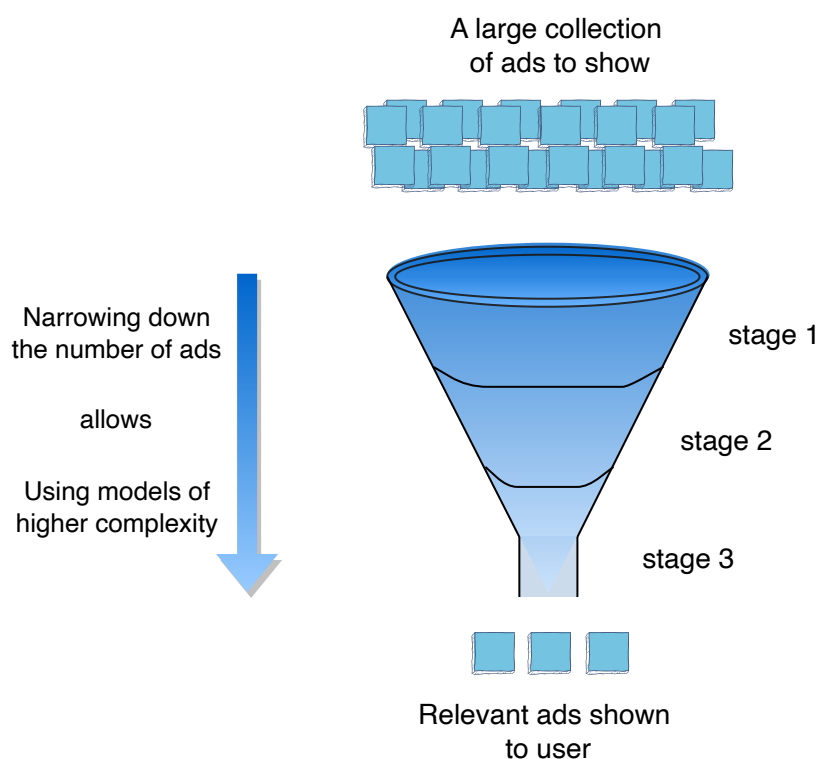 A large collection
of ads to show
Narrowing down
the number of ads
allows
Using models of
higher complexity
stage 1
stage 2
stage 3
Relevant ads shown
to user